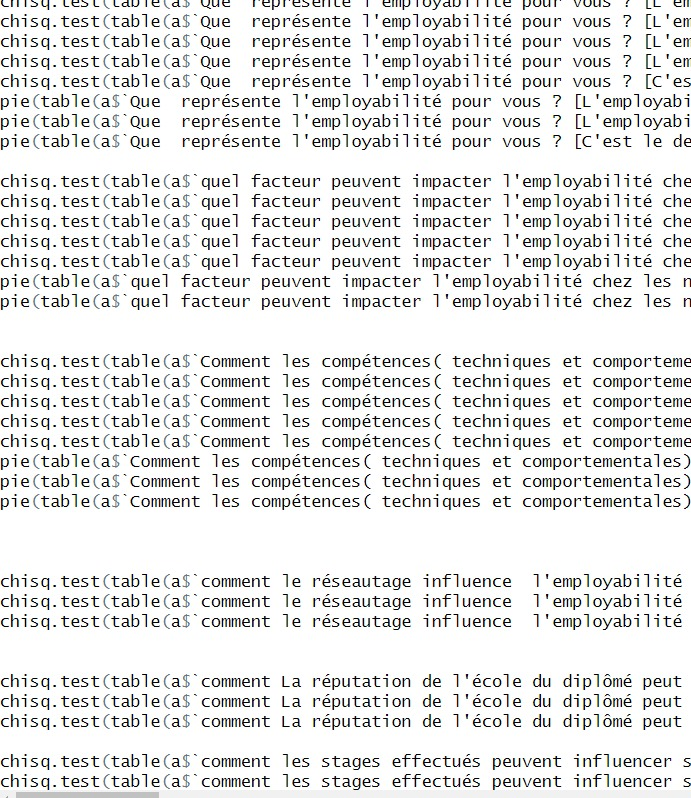 chisq.test(table(a$`Que  représente l'employabilité pour vous ? [L'em
chisq.test(table(a$`Que  représente l'employabilité pour vous ? [L'em
chisq.test(table(a$`Que  représente l'employabilité pour vous ? [L'em
chisq.test(table(a$`Que  représente l'employabilité pour vous ? [L'em
chisq.test(table(a$`Que  représente l'employabilité pour vous ? [C'es
pie(table(a$`Que  représente l'employabilité pour vous ? [L'employabi
pie(table(a$`Que  représente l'employabilité pour vous ? [L'employabi
pie(table(a$`Que  représente l'employabilité pour vous ? [C'est le de
chisq.test(table(a$`quel facteur peuvent impacter l'employabilité che
chisq.test(table(a$`quel facteur peuvent impacter l'employabilité che
chisq.test(table(a$`quel facteur peuvent impacter l'employabilité che
chisq.test(table(a$`quel facteur peuvent impacter l'employabilité che
chisq.test(table(a$`quel facteur peuvent impacter l'employabilité che
pie(table(a$`quel facteur peuvent impacter l'employabilité chez les n
pie(table(a$`quel facteur peuvent impacter l'employabilité chez les n
chisq.test(table(a$`Comment les compétences( techniques et comporteme
chisq.test(table(a$`Comment les compétences( techniques et comporteme
chisq.test(table(a$`Comment les compétences( techniques et comporteme
chisq.test(table(a$`Comment les compétences( techniques et comporteme
chisq.test(table(a$`Comment les compétences( techniques et comporteme
pie(table(a$`Comment les compétences( techniques et comportementales)
pie(table(a$`Comment les compétences( techniques et comportementales)
pie(table(a$`Comment les compétences( techniques et comportementales)
chisq.test(table(a$`comment le réseautage influence  l'employabilité
chisq.test(table(a$`comment le réseautage influence  l'employabilité
chisq.test(table(a$`comment le réseautage influence  l'employabilité
chisq.test(table(a$`comment La réputation de l'école du diplômé peut
chisq.test(table(a$`comment La réputation de l'école du diplômé peut
chisq.test(table(a$`comment La réputation de l'école du diplômé peut
chisq.test(table(a$`comment les stages effectués peuvent influencer s
chisq.test(table(a$`comment les stages effectués peuvent influencer s